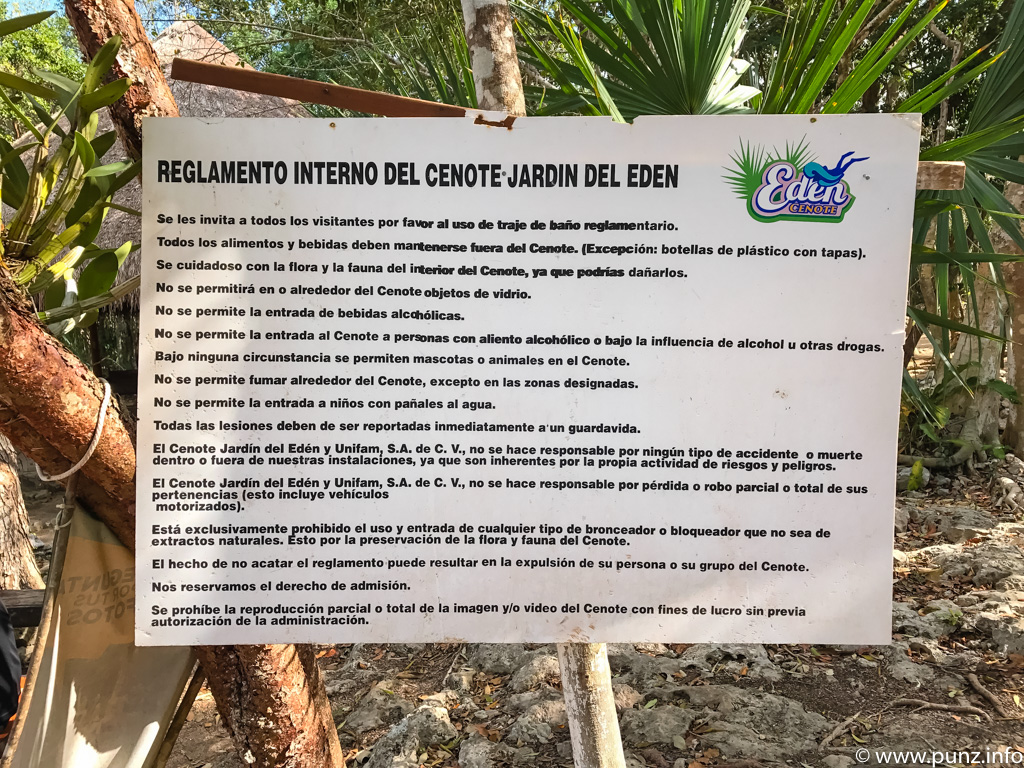 REGLAMENTO INTERNO DEL CENOTE JARDIN DEL EDEN
Eden
CENOTE
Se les invita a todos los visitantes por favor al uso de traje de baño reglamentario.
Todos los alimentos y bebidas deben mantenerse fuera del Cenote. (Excepción: botellas de plástico con tapas).
Se cuidadoso con la flora y la fauna del interior del Cenote, ya que podrías dañarlos.
No se permitirá en o alrededor del Cenote objetos de vidrio.
No se permite la entrada de bebidas alcohólicas.
No se permite la entrada al Cenote a personas con aliento alcohólico o bajo la influencia de alcohol u otras drogas.
Bajo ninguna circunstancia se permiten mascotas o animales en el Cenote.
No se permite fumar alrededor del Cenote, excepto en las zonas designadas.
No se permite la entrada a niños con pañales al agua.
Todas las lesiones deben de ser reportadas inmediatamente a un guardavida.
El Cenote Jardín del Edén y Unifam, S.A. de C. V., no se hace responsable por ningún tipo de accidente o muerte
dentro o fuera de nuestras instalaciones, ya que son inherentes por la propia actividad de riesgos y peligros.
El Cenote Jardín del Edén y Unifam, S.A. de C. V., no se hace responsable por pérdida o robo parcial o total de sus
pertenencias (esto incluye vehículos
motorizados).
Está exclusivamente prohibido el uso y entrada de cualquier tipo de bronceador o bloqueador que no sea de
extractos naturales. Esto por la preservación de la flora y fauna del Cenote.
El hecho de no acatar el reglamento puede resultar en la expulsión de su persona o su grupo del Cenote.
Nos reservamos el derecho de admisión.
Se prohíbe la reproducción parcial o total de la imagen y/o video del Cenote con fines de lucro sin previa
autorización de la administración.
© www.punz.info